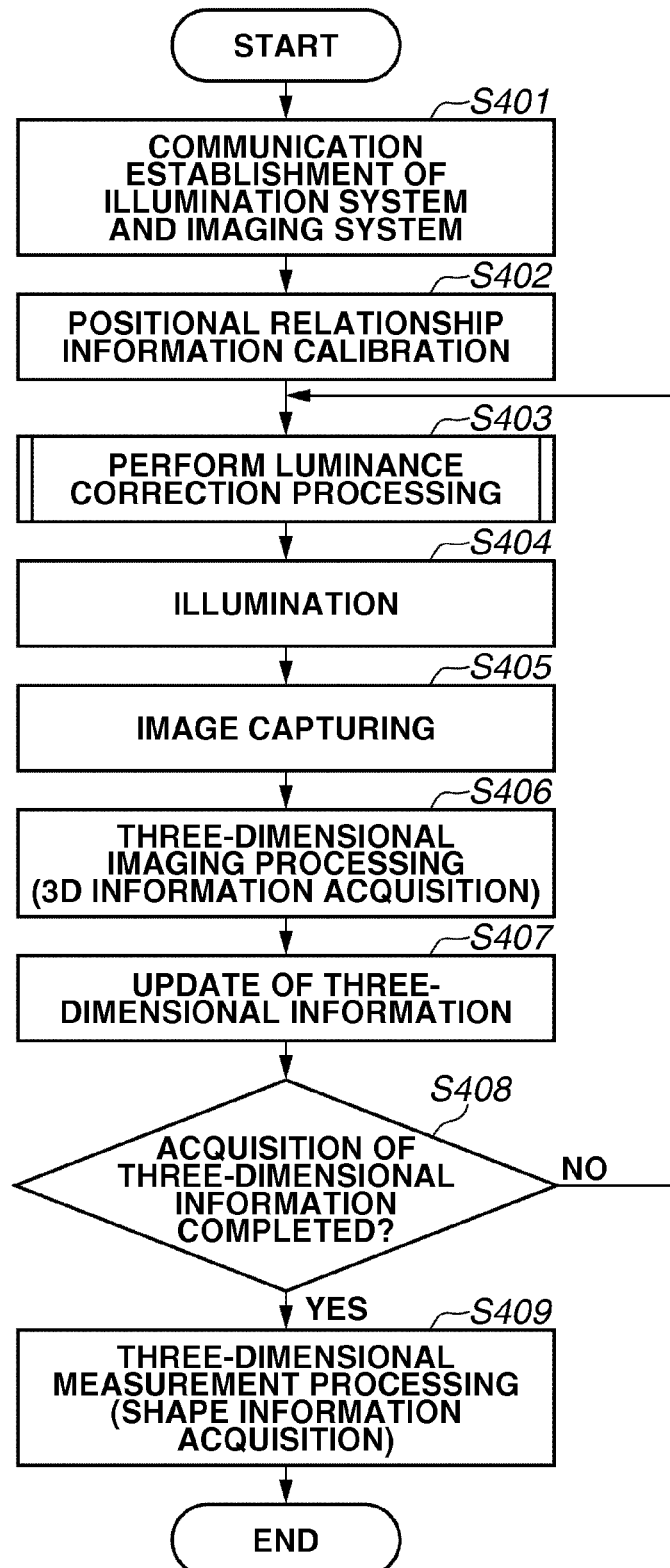 START
S401
COMMUNICATION
ESTABLISHMENT OF
ILLUMINATION SYSTEM
AND IMAGING SYSTEM
S402
POSITIONAL RELATIONSHIP
INFORMATION CALIBRATION
S403
PERFORM LUMINANCE
CORRECTION PROCESSING
S404
ILLUMINATION
S405
IMAGE CAPTURING
S406
THREE-DIMENSIONAL
IMAGING PROCESSING
(3D INFORMATION ACQUISITION)
S407
UPDATE OF THREE-
DIMENSIONAL INFORMATION
S408
ACQUISITION OF
THREE-DIMENSIONAL
INFORMATION
COMPLETED?
NO
YES
S409
THREE-DIMENSIONAL
MEASUREMENT PROCESSING
(SHAPE INFORMATION
ACQUISITION)
END